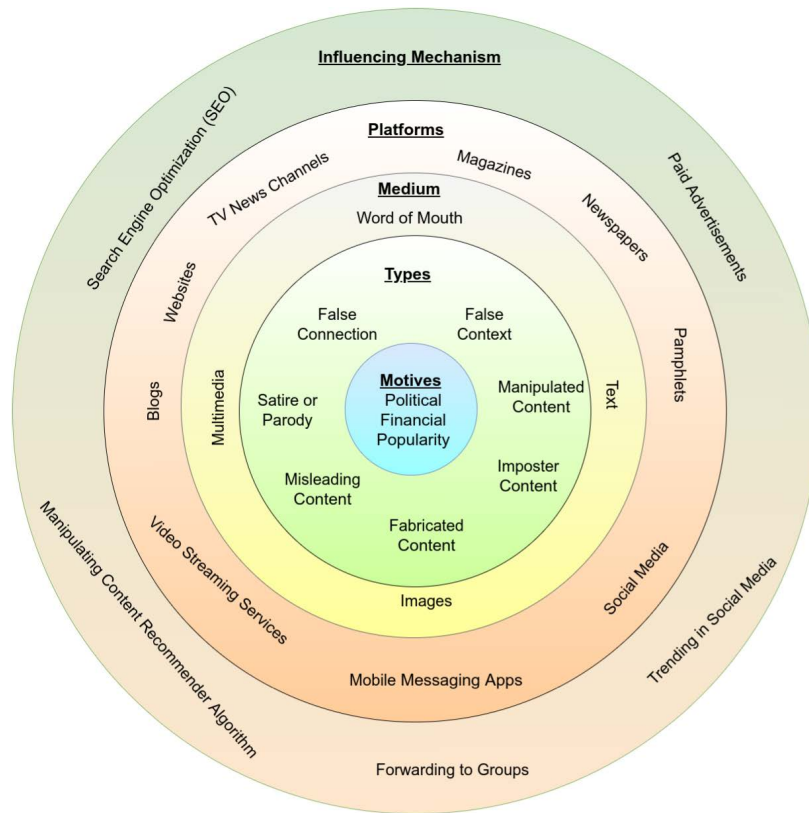 Influencing Mechanism
Search Engine Optimization (SEO)
Paid Advertisements
Trending in Social Media
Forwarding to Groups
Manipulating Content Recommender Algorithm
Platforms
TV News Channels
Magazines
Newspapers
Pamphlets
Social Media
Mobile Messaging Apps
Video Streaming Services
Blogs
Websites
Medium
Word of Mouth
Text
Images
Multimedia
Types
False
Connection
False
Context
Manipulated
Content
Imposter
Content
Fabricated
Content
Misleading
Content
Satire or
Parody
Motives
Political
Financial
Popularity